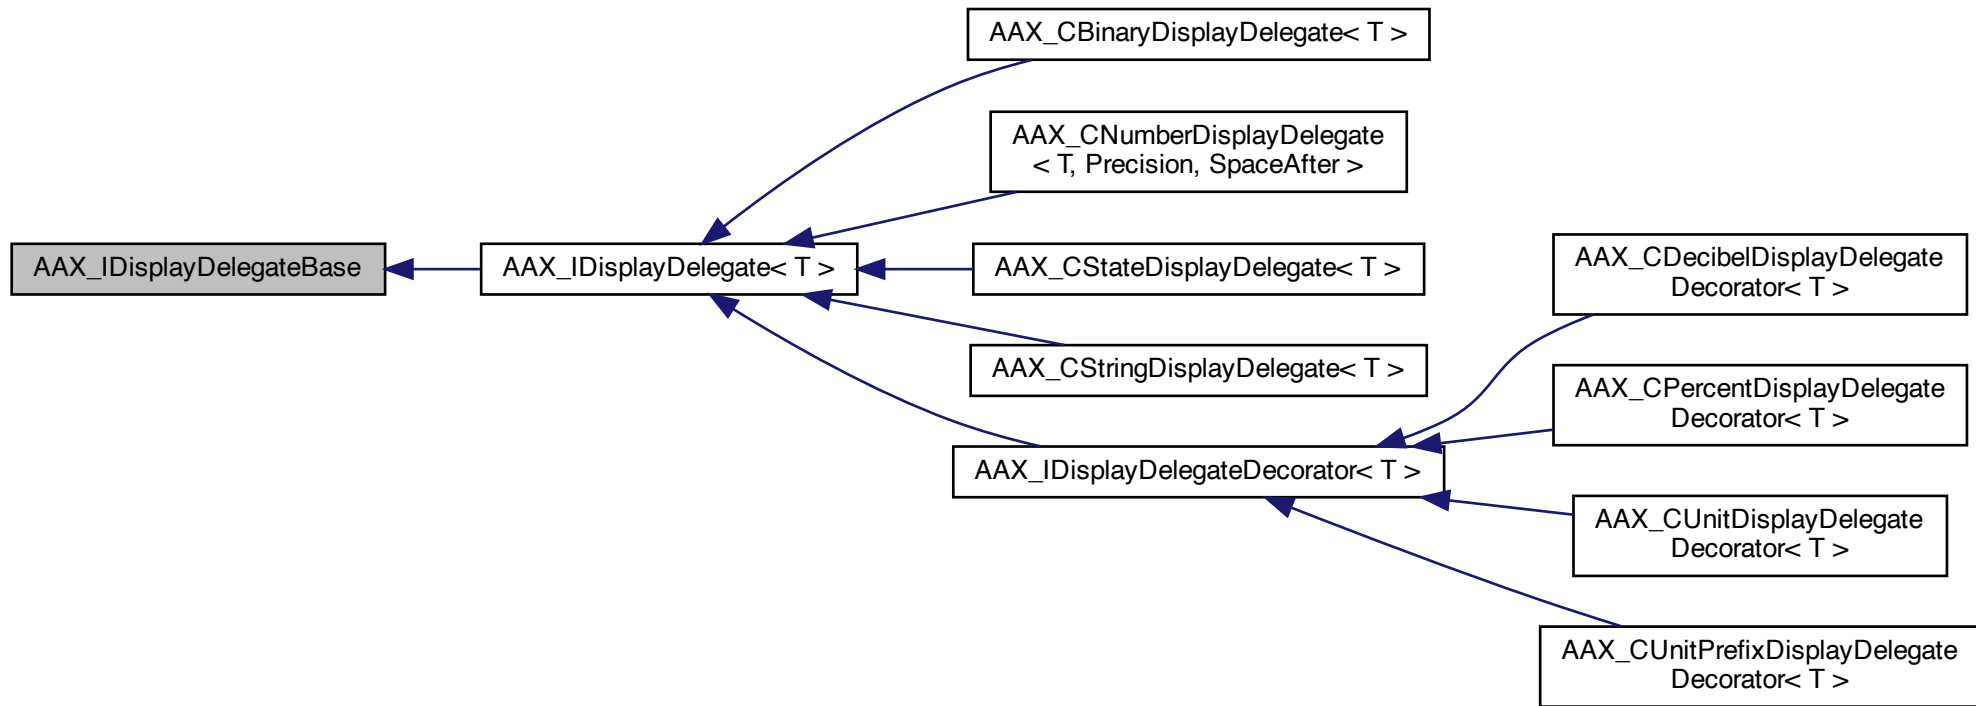 AAX_CBinaryDisplayDelegate< T >
AAX_CNumberDisplayDelegate
< T, Precision, SpaceAfter >
AAX_IDisplayDelegateBase
AAX_IDisplayDelegate< T >
AAX_CStateDisplayDelegate< T >
AAX_CStringDisplayDelegate< T >
AAX_IDisplayDelegateDecorator< T >
AAX_CDecibelDisplayDelegate
Decorator< T >
AAX_CPercentDisplayDelegate
Decorator< T >
AAX_CUnitDisplayDelegate
Decorator< T >
AAX_CUnitPrefixDisplayDelegate
Decorator< T >